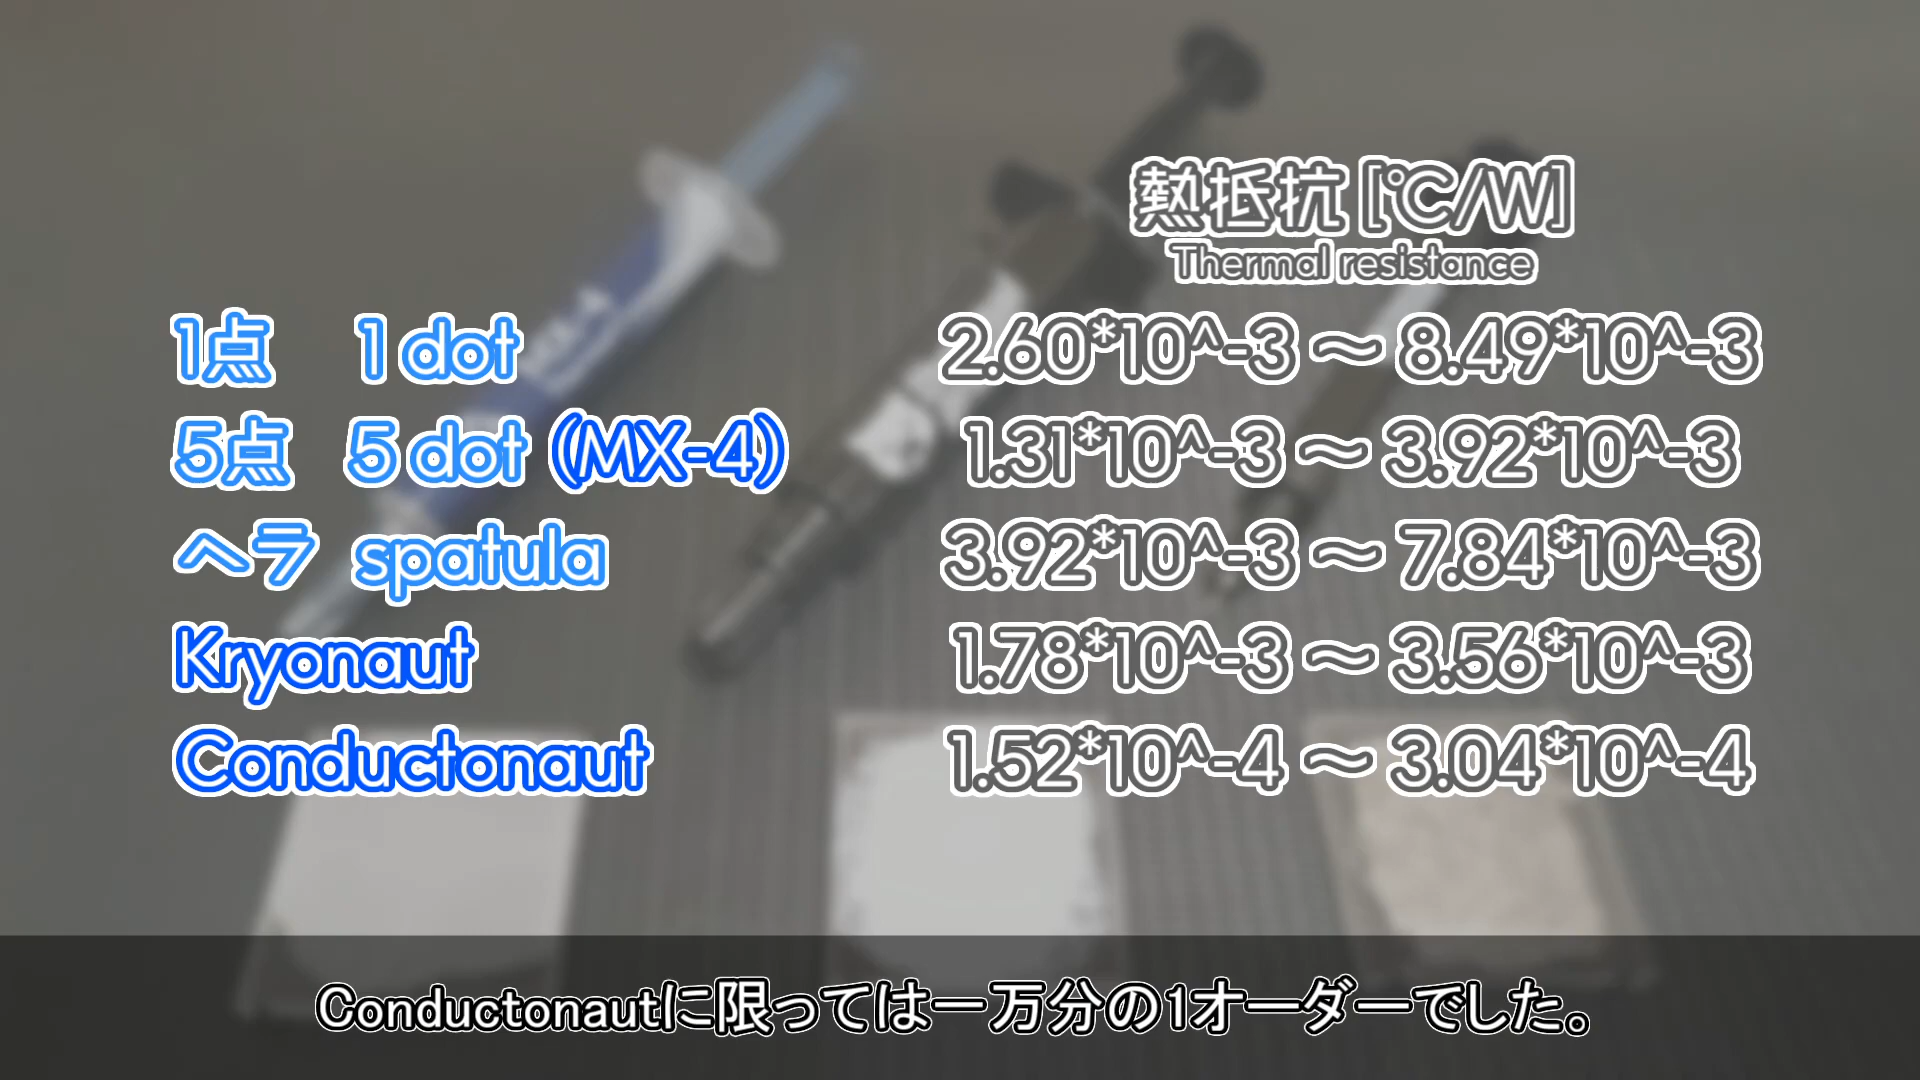 熱抵抗 [℃/W]
Thermal resistance
1点 1 dot 2.60*10^-3 ～ 8.49*10^-3
5点 5 dot (MX-4) 1.31*10^-3 ～ 3.92*10^-3
ヘラ spatula 3.92*10^-3 ～ 7.84*10^-3
Kryonaut 1.78*10^-3 ～ 3.56*10^-3
Conductonaut 1.52*10^-4 ～ 3.04*10^-4
Conductonautに限っては一万分の1オーダーでした。